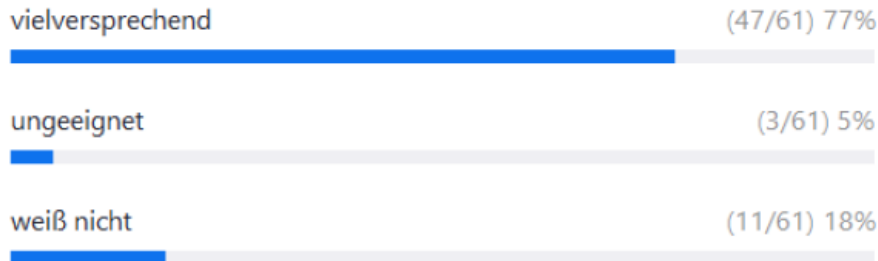 vielversprechend (47/61) 77%
ungeeignet (3/61) 5%
weiß nicht (11/61) 18%